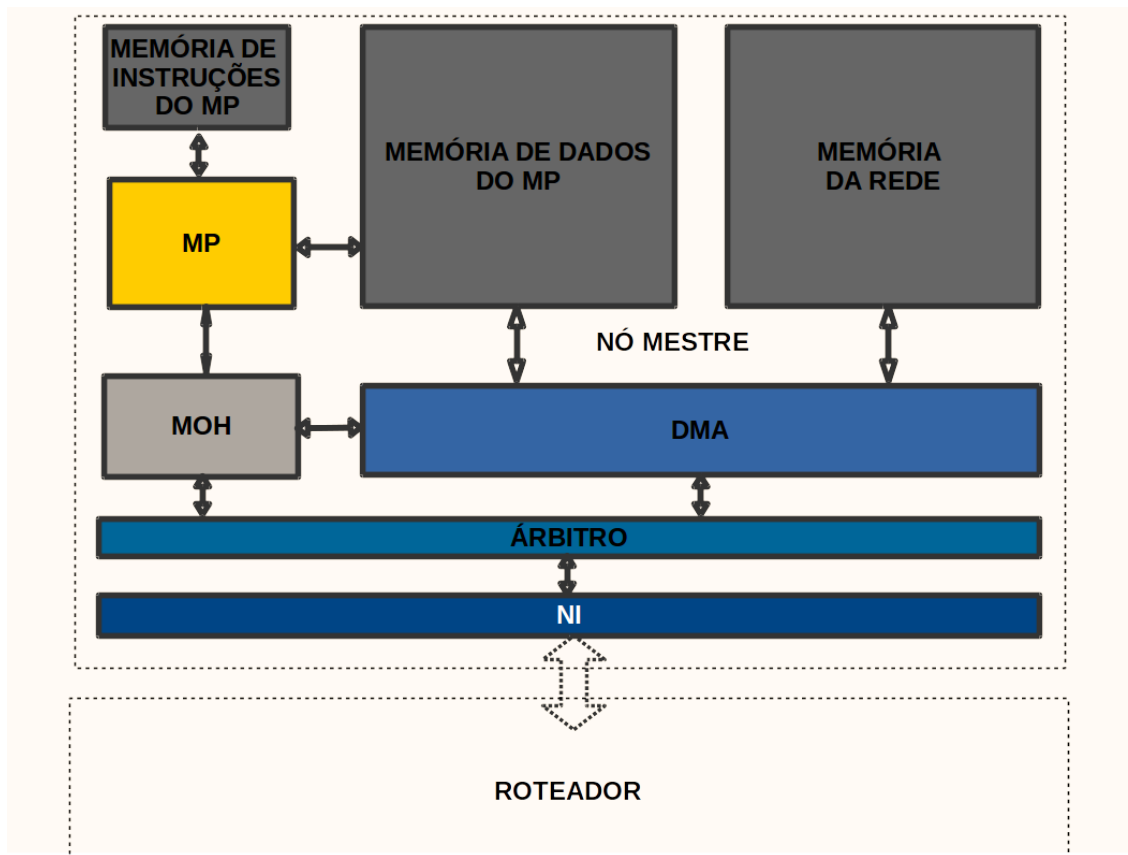 MEMÓRIA DE
INSTRUÇÕES
DO MP
MEMÓRIA DE DADOS
DO MP
MEMÓRIA
DA REDE
MP
NÓ MESTRE
MOH
DMA
ÁRBITRO
NI
ROTEADOR